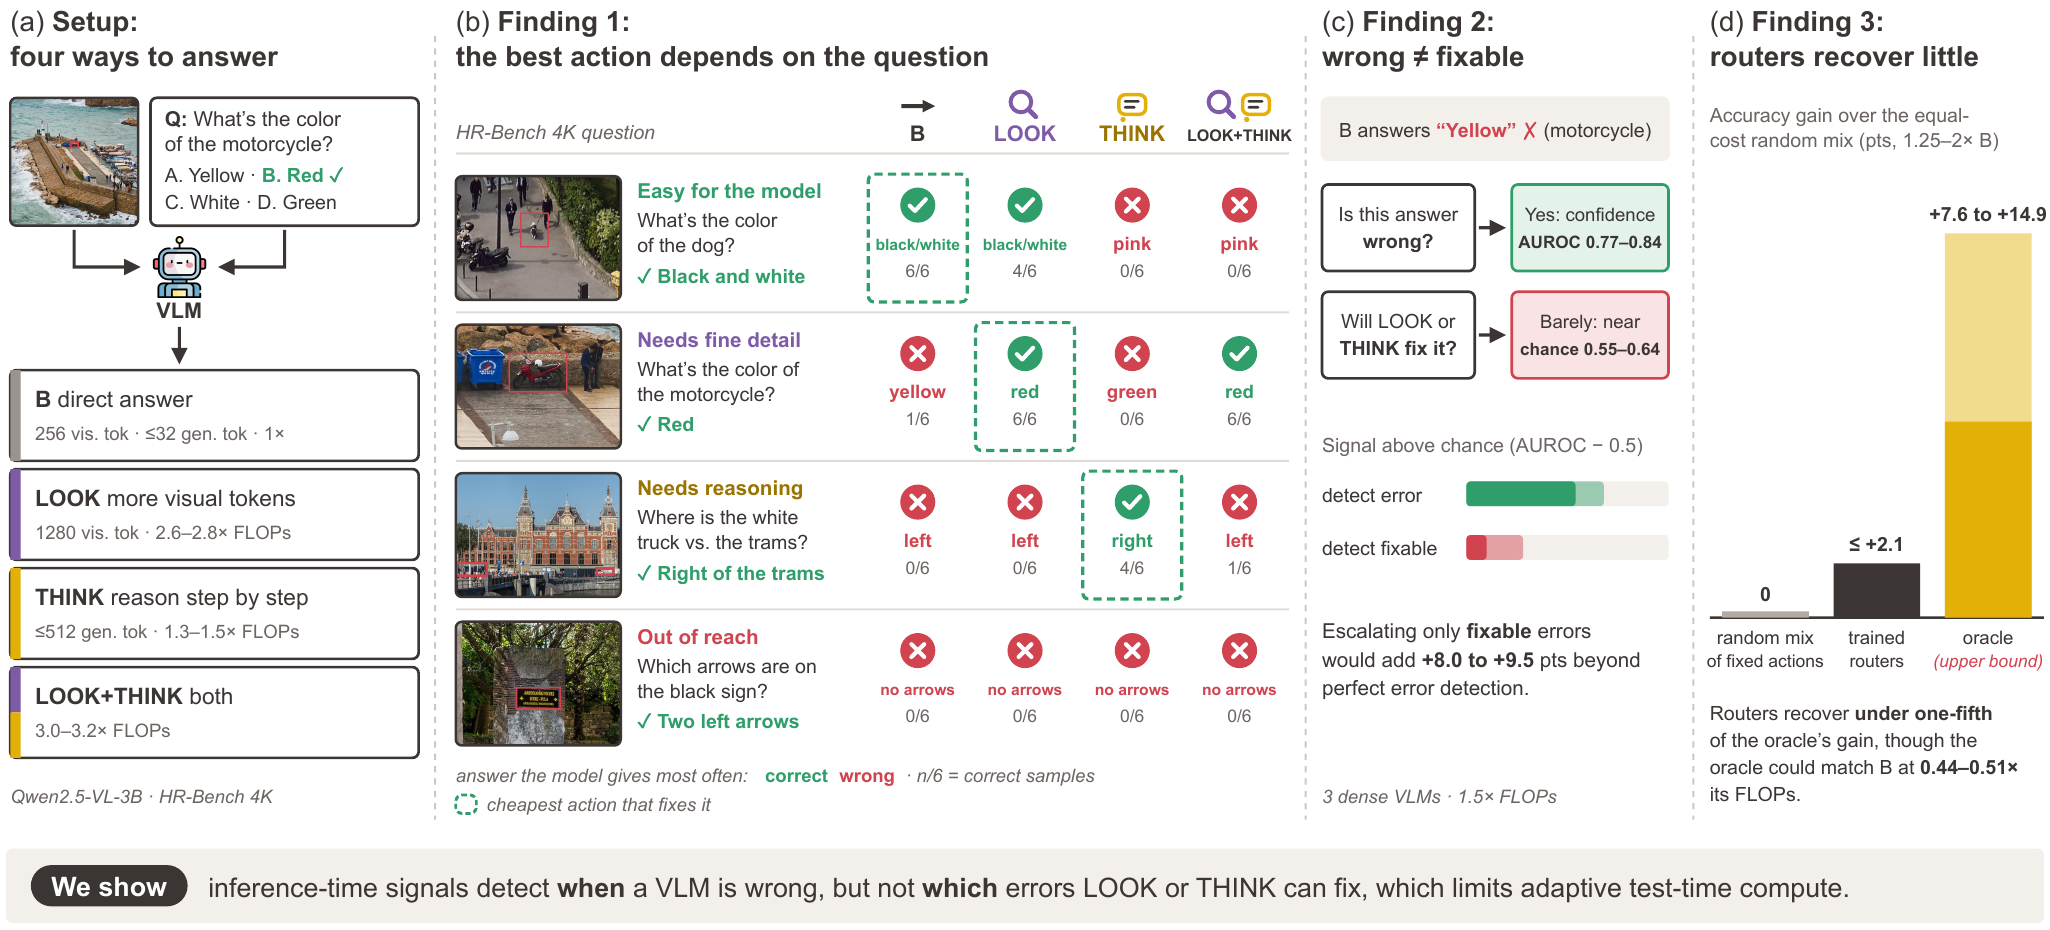 (a) Setup:
four ways to answer
Q: What's the color
of the motorcycle?
A. Yellow · B. Red ✓
C. White · D. Green
VLM
B direct answer
256 vis. tok · ≤32 gen. tok · 1×
LOOK more visual tokens
1280 vis. tok · 2.6–2.8× FLOPs
THINK reason step by step
≤512 gen. tok · 1.3–1.5× FLOPs
LOOK+THINK both
3.0–3.2× FLOPs
Qwen2.5-VL-3B · HR-Bench 4K
(b) Finding 1:
the best action depends on the question
HR-Bench 4K question
B
LOOK
THINK
LOOK+THINK
Easy for the model
What's the color
of the dog?
✓ Black and white
black/white
6/6
black/white
4/6
pink
0/6
pink
0/6
Needs fine detail
What's the color of
the motorcycle?
✓ Red
yellow
1/6
red
6/6
green
0/6
red
6/6
Needs reasoning
Where is the white
truck vs. the trams?
✓ Right of the trams
left
0/6
left
0/6
right
4/6
left
1/6
Out of reach
Which arrows are on
the black sign?
✓ Two left arrows
no arrows
0/6
no arrows
0/6
no arrows
0/6
no arrows
0/6
answer the model gives most often: correct wrong · n/6 = correct samples
cheapest action that fixes it
(c) Finding 2:
wrong ≠ fixable
B answers “Yellow” ✗ (motorcycle)
Is this answer
wrong?
Yes: confidence
AUROC 0.77–0.84
Will LOOK or
THINK fix it?
Barely: near
chance 0.55–0.64
Signal above chance (AUROC − 0.5)
detect error
detect fixable
Escalating only fixable errors
would add +8.0 to +9.5 pts beyond
perfect error detection.
3 dense VLMs · 1.5× FLOPs
(d) Finding 3:
routers recover little
Accuracy gain over the equal-
cost random mix (pts, 1.25–2× B)
+7.6 to +14.9
≤ +2.1
0
random mix
of fixed actions
trained
routers
oracle
(upper bound)
Routers recover under one-fifth
of the oracle's gain, though the
oracle could match B at 0.44–0.51×
its FLOPs.
We show inference-time signals detect when a VLM is wrong, but not which errors LOOK or THINK can fix, which limits adaptive test-time compute.